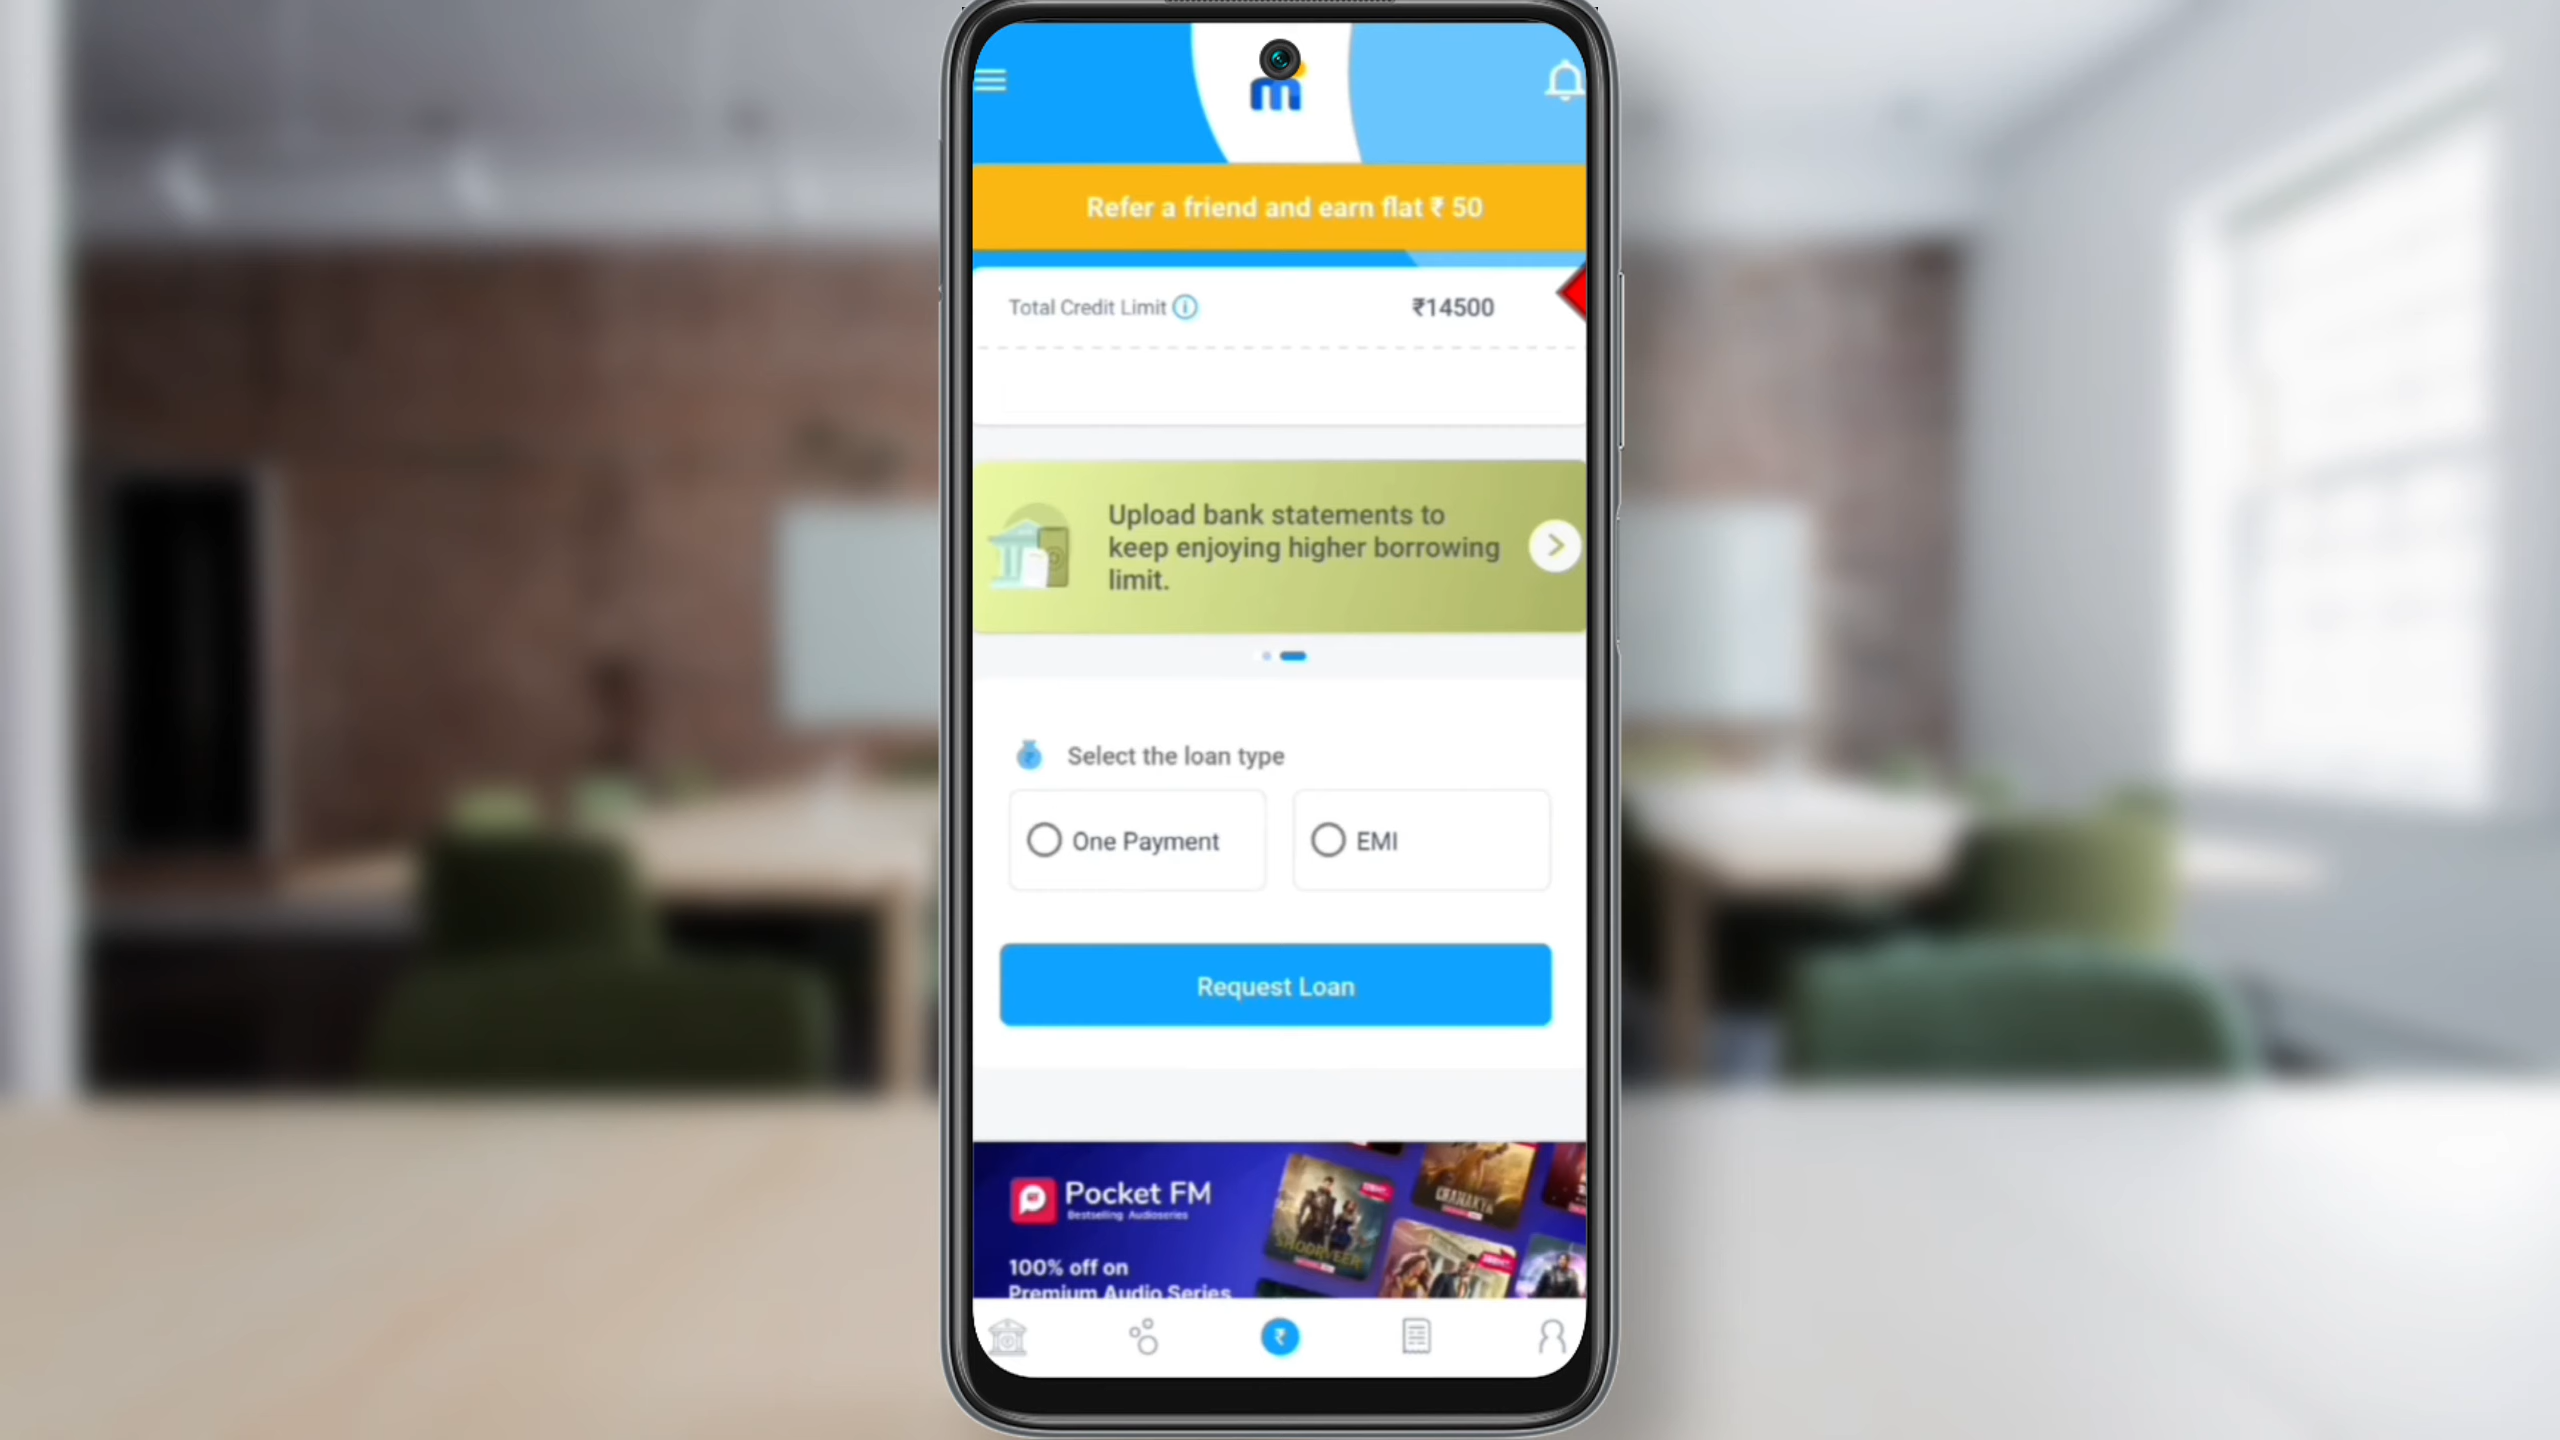 m
Refer a friend and earn flat ₹ 50
Total Credit Limit
₹14500
Upload bank statements to
keep enjoying higher borrowing
limit.
Select the loan type
One Payment
EMI
Request Loan
Pocket FM
Bestselling Audioseries
SHOORVEER
CHANAKYA
100% off on
Premium Audio Series